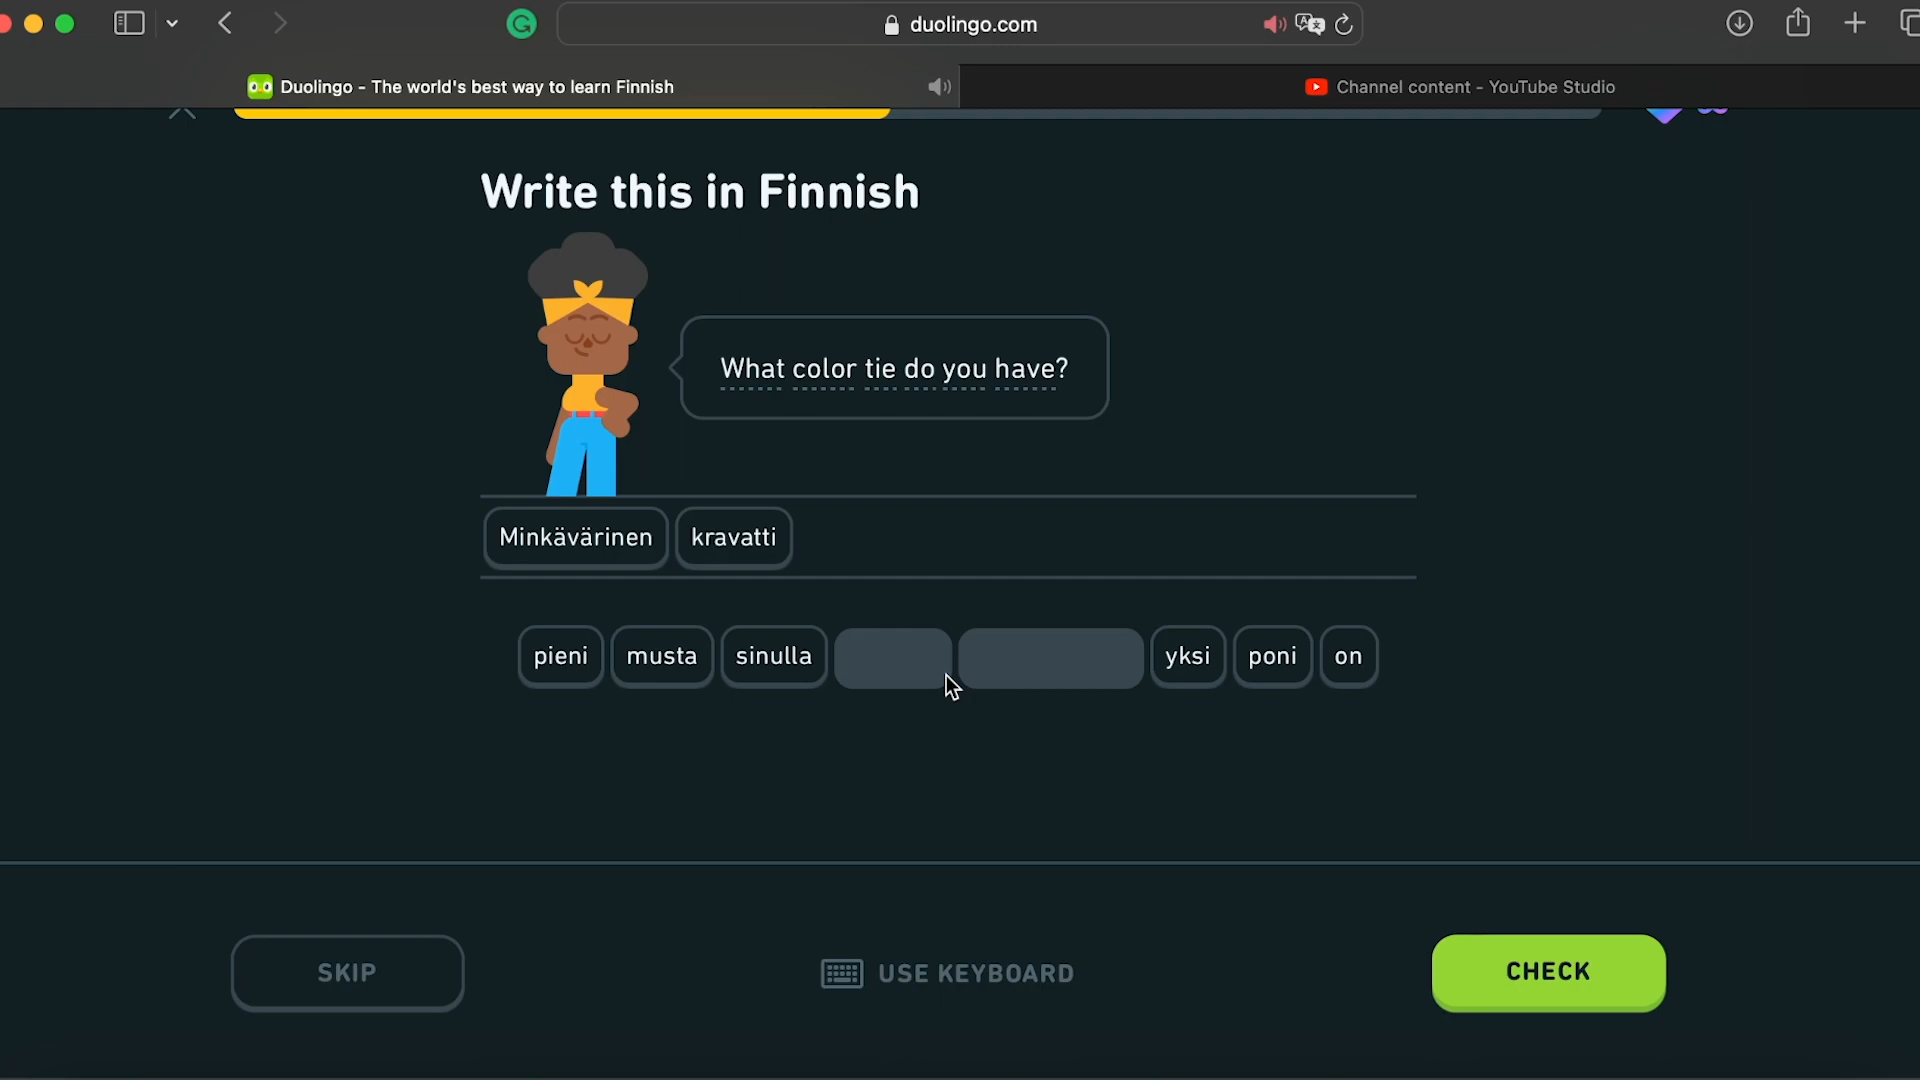 duolingo.com
Duolingo - The world's best way to learn Finnish
Channel content - YouTube Studio
Write this in Finnish
What color tie do you have?
Minkävärinen kravatti
pieni musta sinulla yksi poni on
SKIP
USE KEYBOARD
CHECK